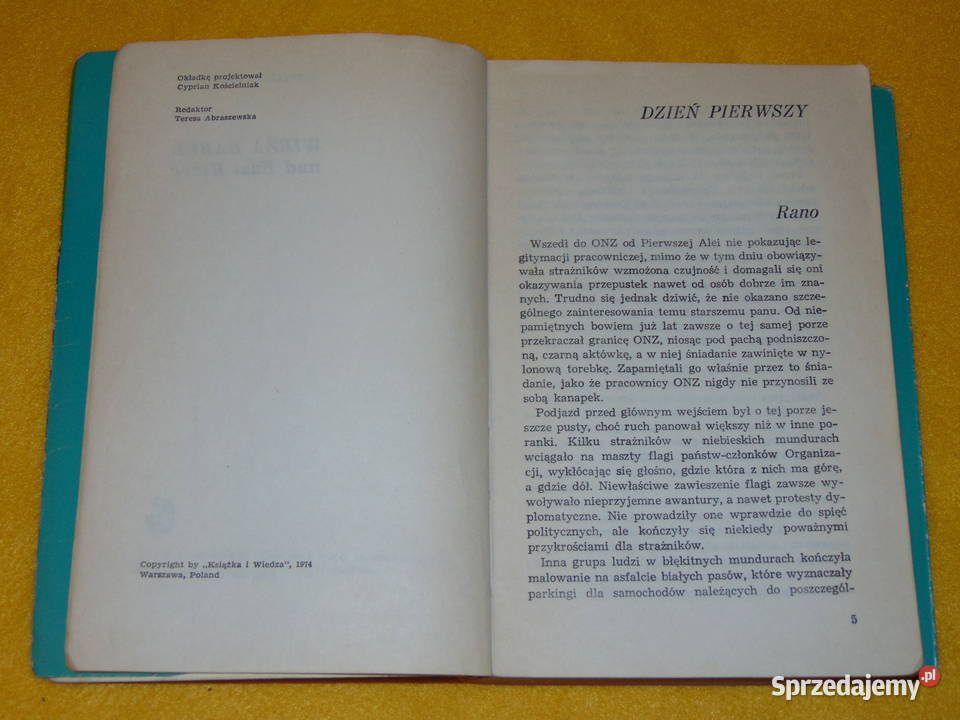 Okładkę projektował
Cyprian Kościelniak
Redaktor
Teresa Abraszewska
Copyright by „Książka i Wiedza", 1974
Warszawa, Poland
DZIEŃ PIERWSZY
Rano
Wszedł do ONZ od Pierwszej Alei nie pokazując le-
gitymacji pracowniczej, mimo że w tym dniu obowiązy-
wała strażników wzmożona czujność i domagali się oni
okazywania przepustek nawet od osób dobrze im zna-
nych. Trudno się jednak dziwić, że nie okazano szcze-
gólnego zainteresowania temu starszemu panu. Od nie-
pamiętnych bowiem już lat zawsze o tej samej porze
przekraczał granicę ONZ, niosąc pod pachą podniszczo-
ną, czarną aktówkę, a w niej śniadanie zawinięte w ny-
lonową torebkę. Zapamiętali go właśnie przez to śnia-
danie, jako że pracownicy ONZ nigdy nie przynosili ze
sobą kanapek.
Podjazd przed głównym wejściem był o tej porze je-
szcze pusty, choć ruch panował większy niż w inne po-
ranki. Kilku strażników w niebieskich mundurach
wciągało na maszty flagi państw-członków Organiza-
cji, wykłócając się głośno, gdzie która z nich ma górę,
a gdzie dół. Niewłaściwe zawieszenie flagi zawsze wy-
woływało nieprzyjemne awantury, a nawet protesty dy-
plomatyczne. Nie prowadziły one wprawdzie do spięć
politycznych, ale kończyły się niekiedy poważnymi
przykrościami dla strażników.
Inna grupa ludzi w błękitnych mundurach kończyła
malowanie na asfalcie białych pasów, które wyznaczały
parkingi dla samochodów należących do poszczegól-
5
Sprzedajemy.pl